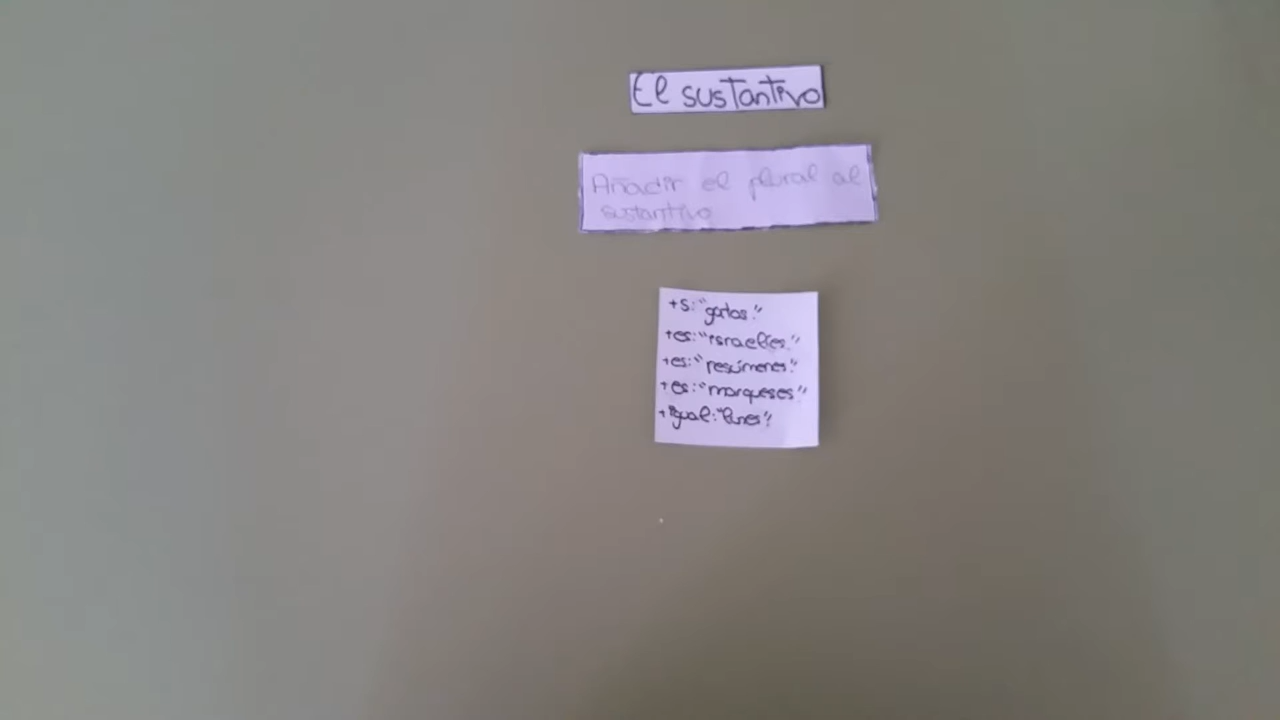 El sustantivo
Añadir el plural al
sustantivo
+s: "gatos."
+es: "israelíes."
+es: "resúmenes."
+es: "marqueses."
+igual: "lunes".